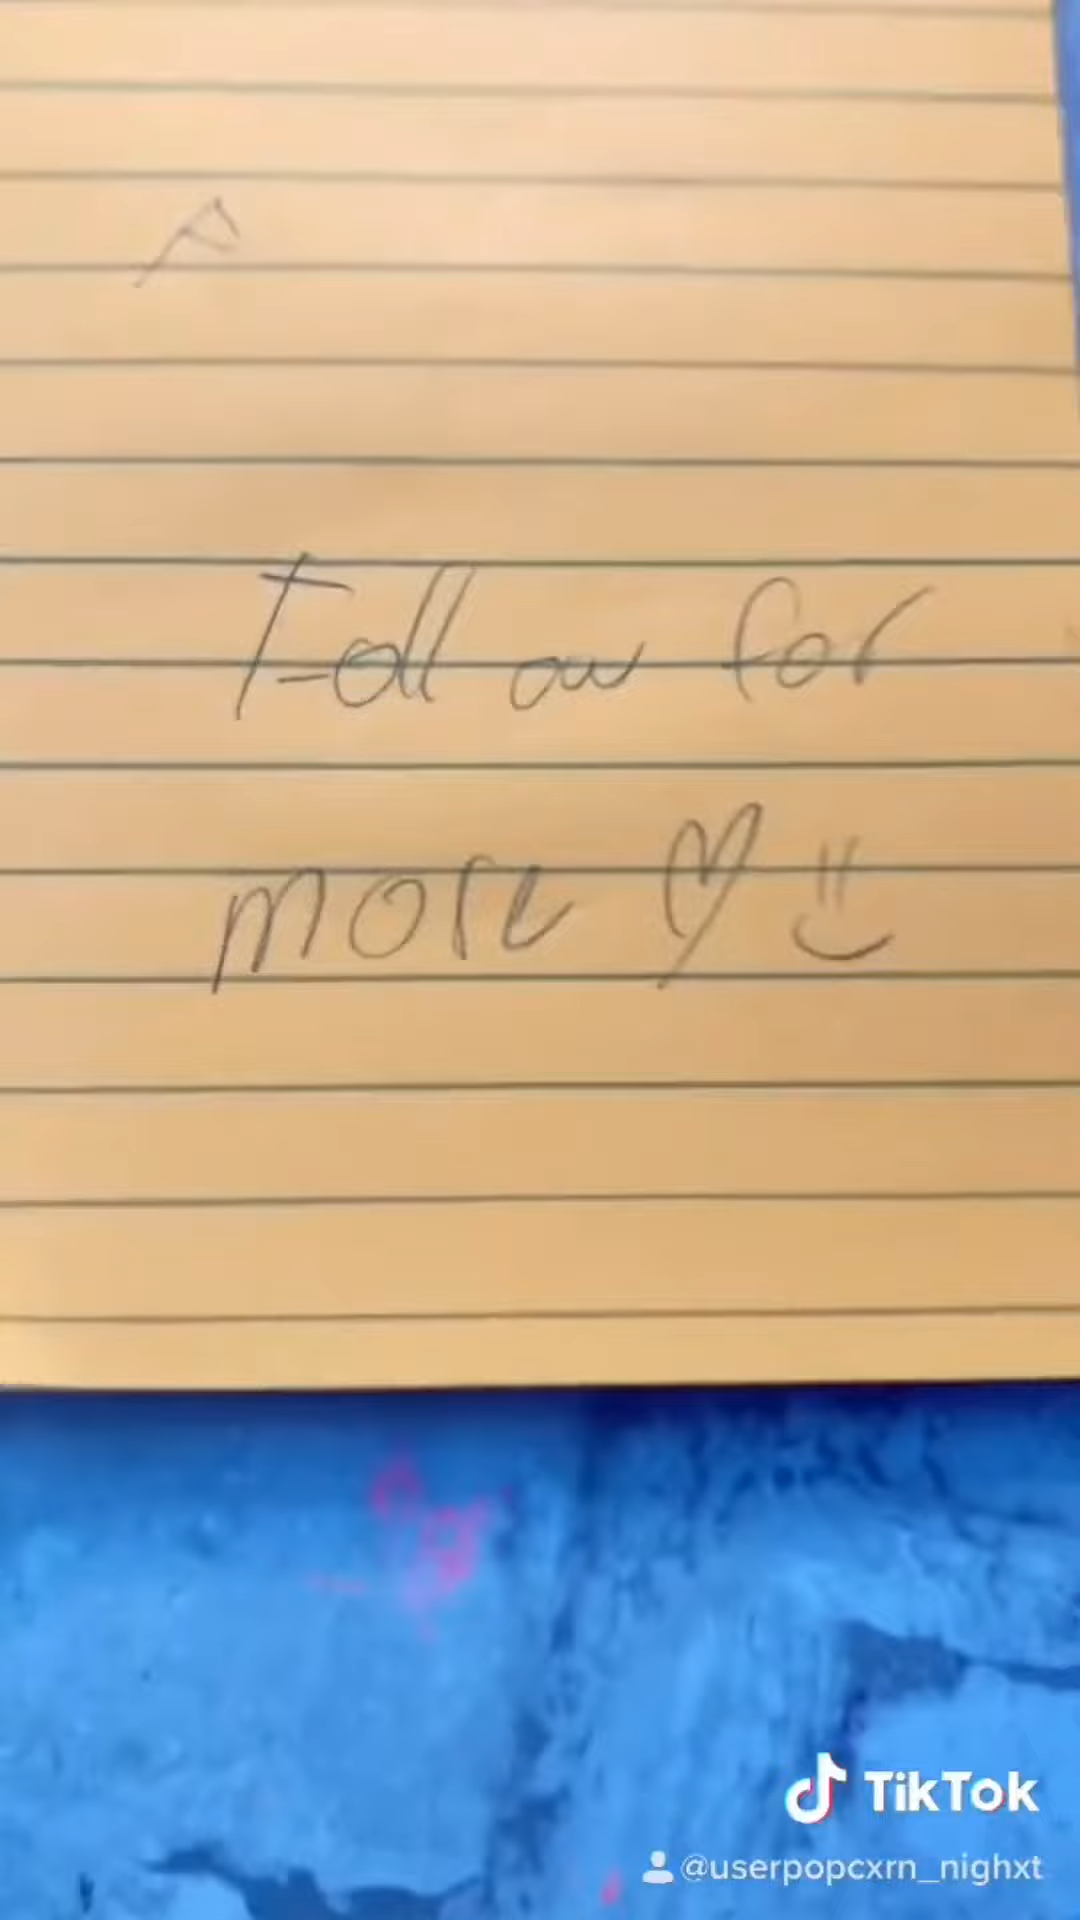 P
Follow for
more ♡ :)
TikTok
@userpopcxrn_nighxt